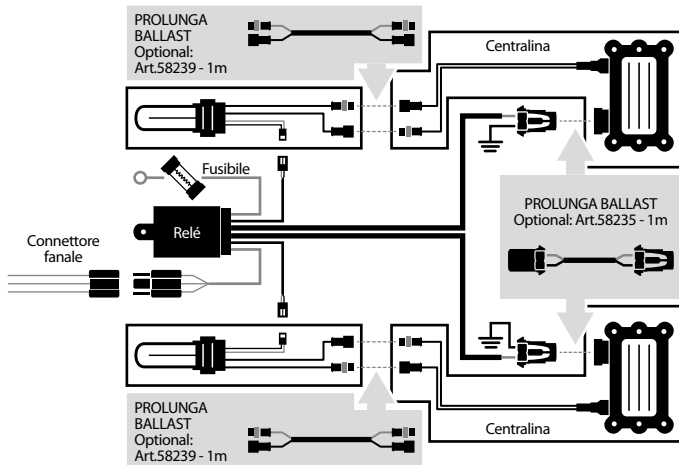 PROLUNGA
BALLAST
Optional:
Art.58239 - 1m
Centralina
Fusibile
PROLUNGA BALLAST
Optional: Art.58235 - 1m
Relé
Connettore
fanale
PROLUNGA
BALLAST
Optional:
Art.58239 - 1m
Centralina